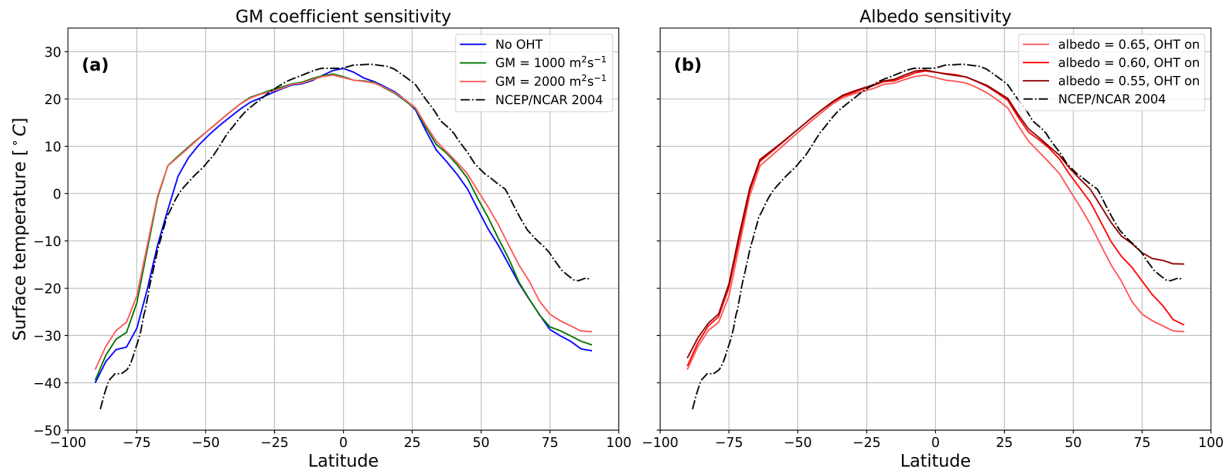 GM coefficient sensitivity
(a)
No OHT
GM = 1000 m²s⁻¹
GM = 2000 m²s⁻¹
NCEP/NCAR 2004
Surface temperature [°C]
30
20
10
0
−10
−20
−30
−40
−50
−100 −75 −50 −25 0 25 50 75 100
Latitude
Albedo sensitivity
(b)
albedo = 0.65, OHT on
albedo = 0.60, OHT on
albedo = 0.55, OHT on
NCEP/NCAR 2004
−100 −75 −50 −25 0 25 50 75 100
Latitude